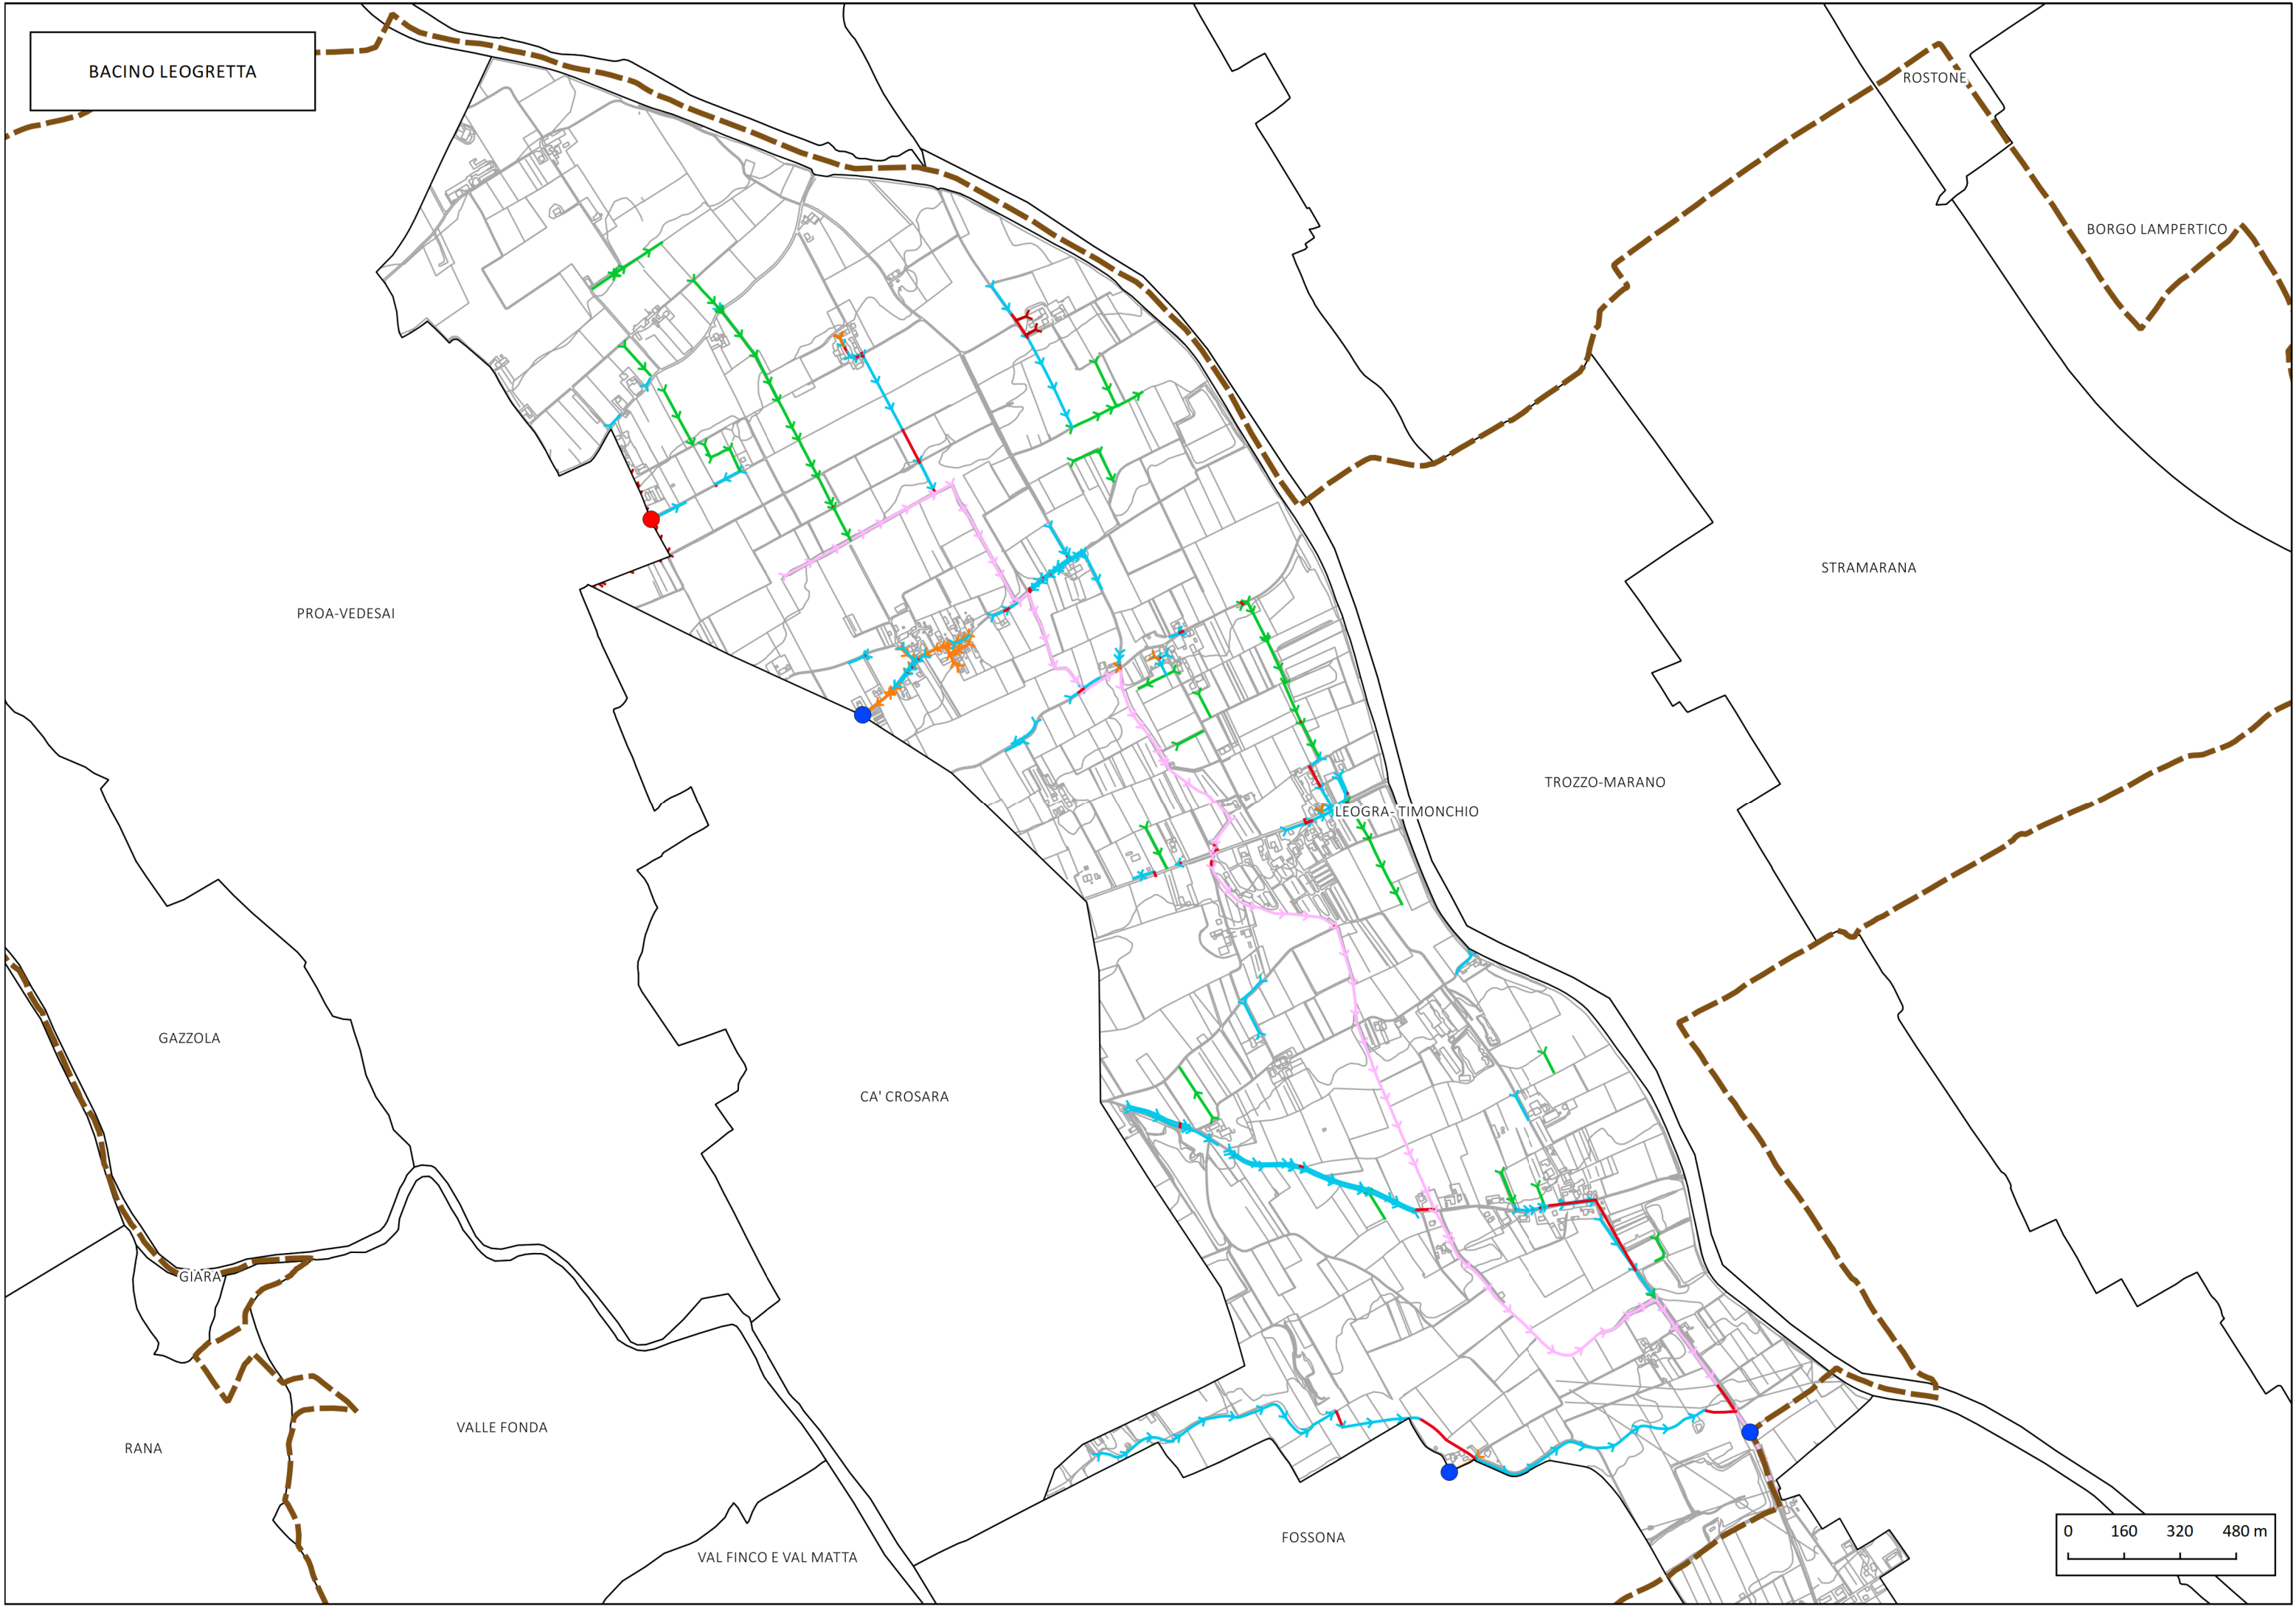 BACINO LEOGRETTA
ROSTONE
BORGO LAMPERTICO
STRAMARANA
PROA-VEDESAI
TROZZO-MARANO
LEOGRA-TIMONCHIO
GAZZOLA
CA' CROSARA
GIARA
VALLE FONDA
RANA
FOSSONA
VAL FINCO E VAL MATTA
0 160 320 480 m